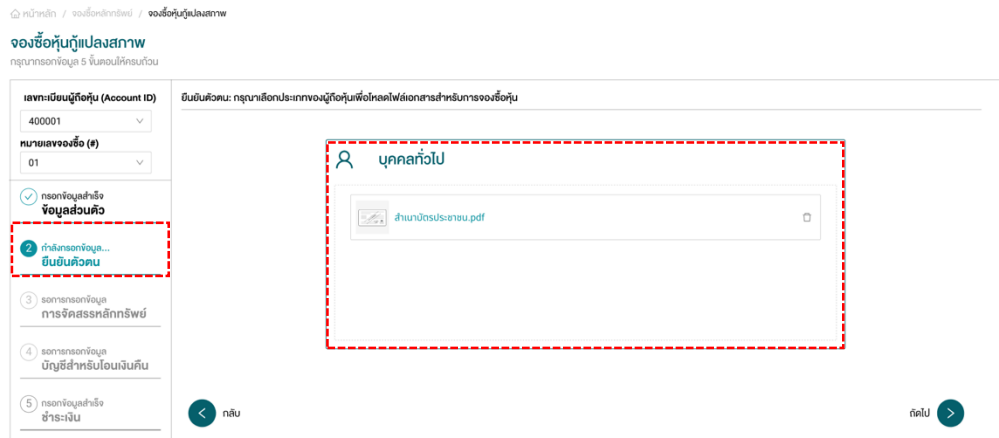 หน้าหลัก / จองซื้อหลักทรัพย์ / จองซื้อหุ้นกู้แปลงสภาพ
จองซื้อหุ้นกู้แปลงสภาพ
กรุณากรอกข้อมูล 5 ขั้นตอนให้ครบถ้วน
เลขทะเบียนผู้ถือหุ้น (Account ID)
400001
หมายเลขจองซื้อ (#)
01
กรอกข้อมูลสำเร็จ
ข้อมูลส่วนตัว
2 กำลังกรอกข้อมูล...
ยืนยันตัวตน
3 รอการกรอกข้อมูล
การจัดสรรหลักทรัพย์
4 รอการกรอกข้อมูล
บัญชีสำหรับโอนเงินคืน
5 กรอกข้อมูลสำเร็จ
ชำระเงิน
ยืนยันตัวตน: กรุณาเลือกประเภทของผู้ถือหุ้นเพื่อโหลดไฟล์เอกสารสำหรับการจองซื้อหุ้น
บุคคลทั่วไป
สำเนาบัตรประชาชน.pdf
กลับ
ถัดไป